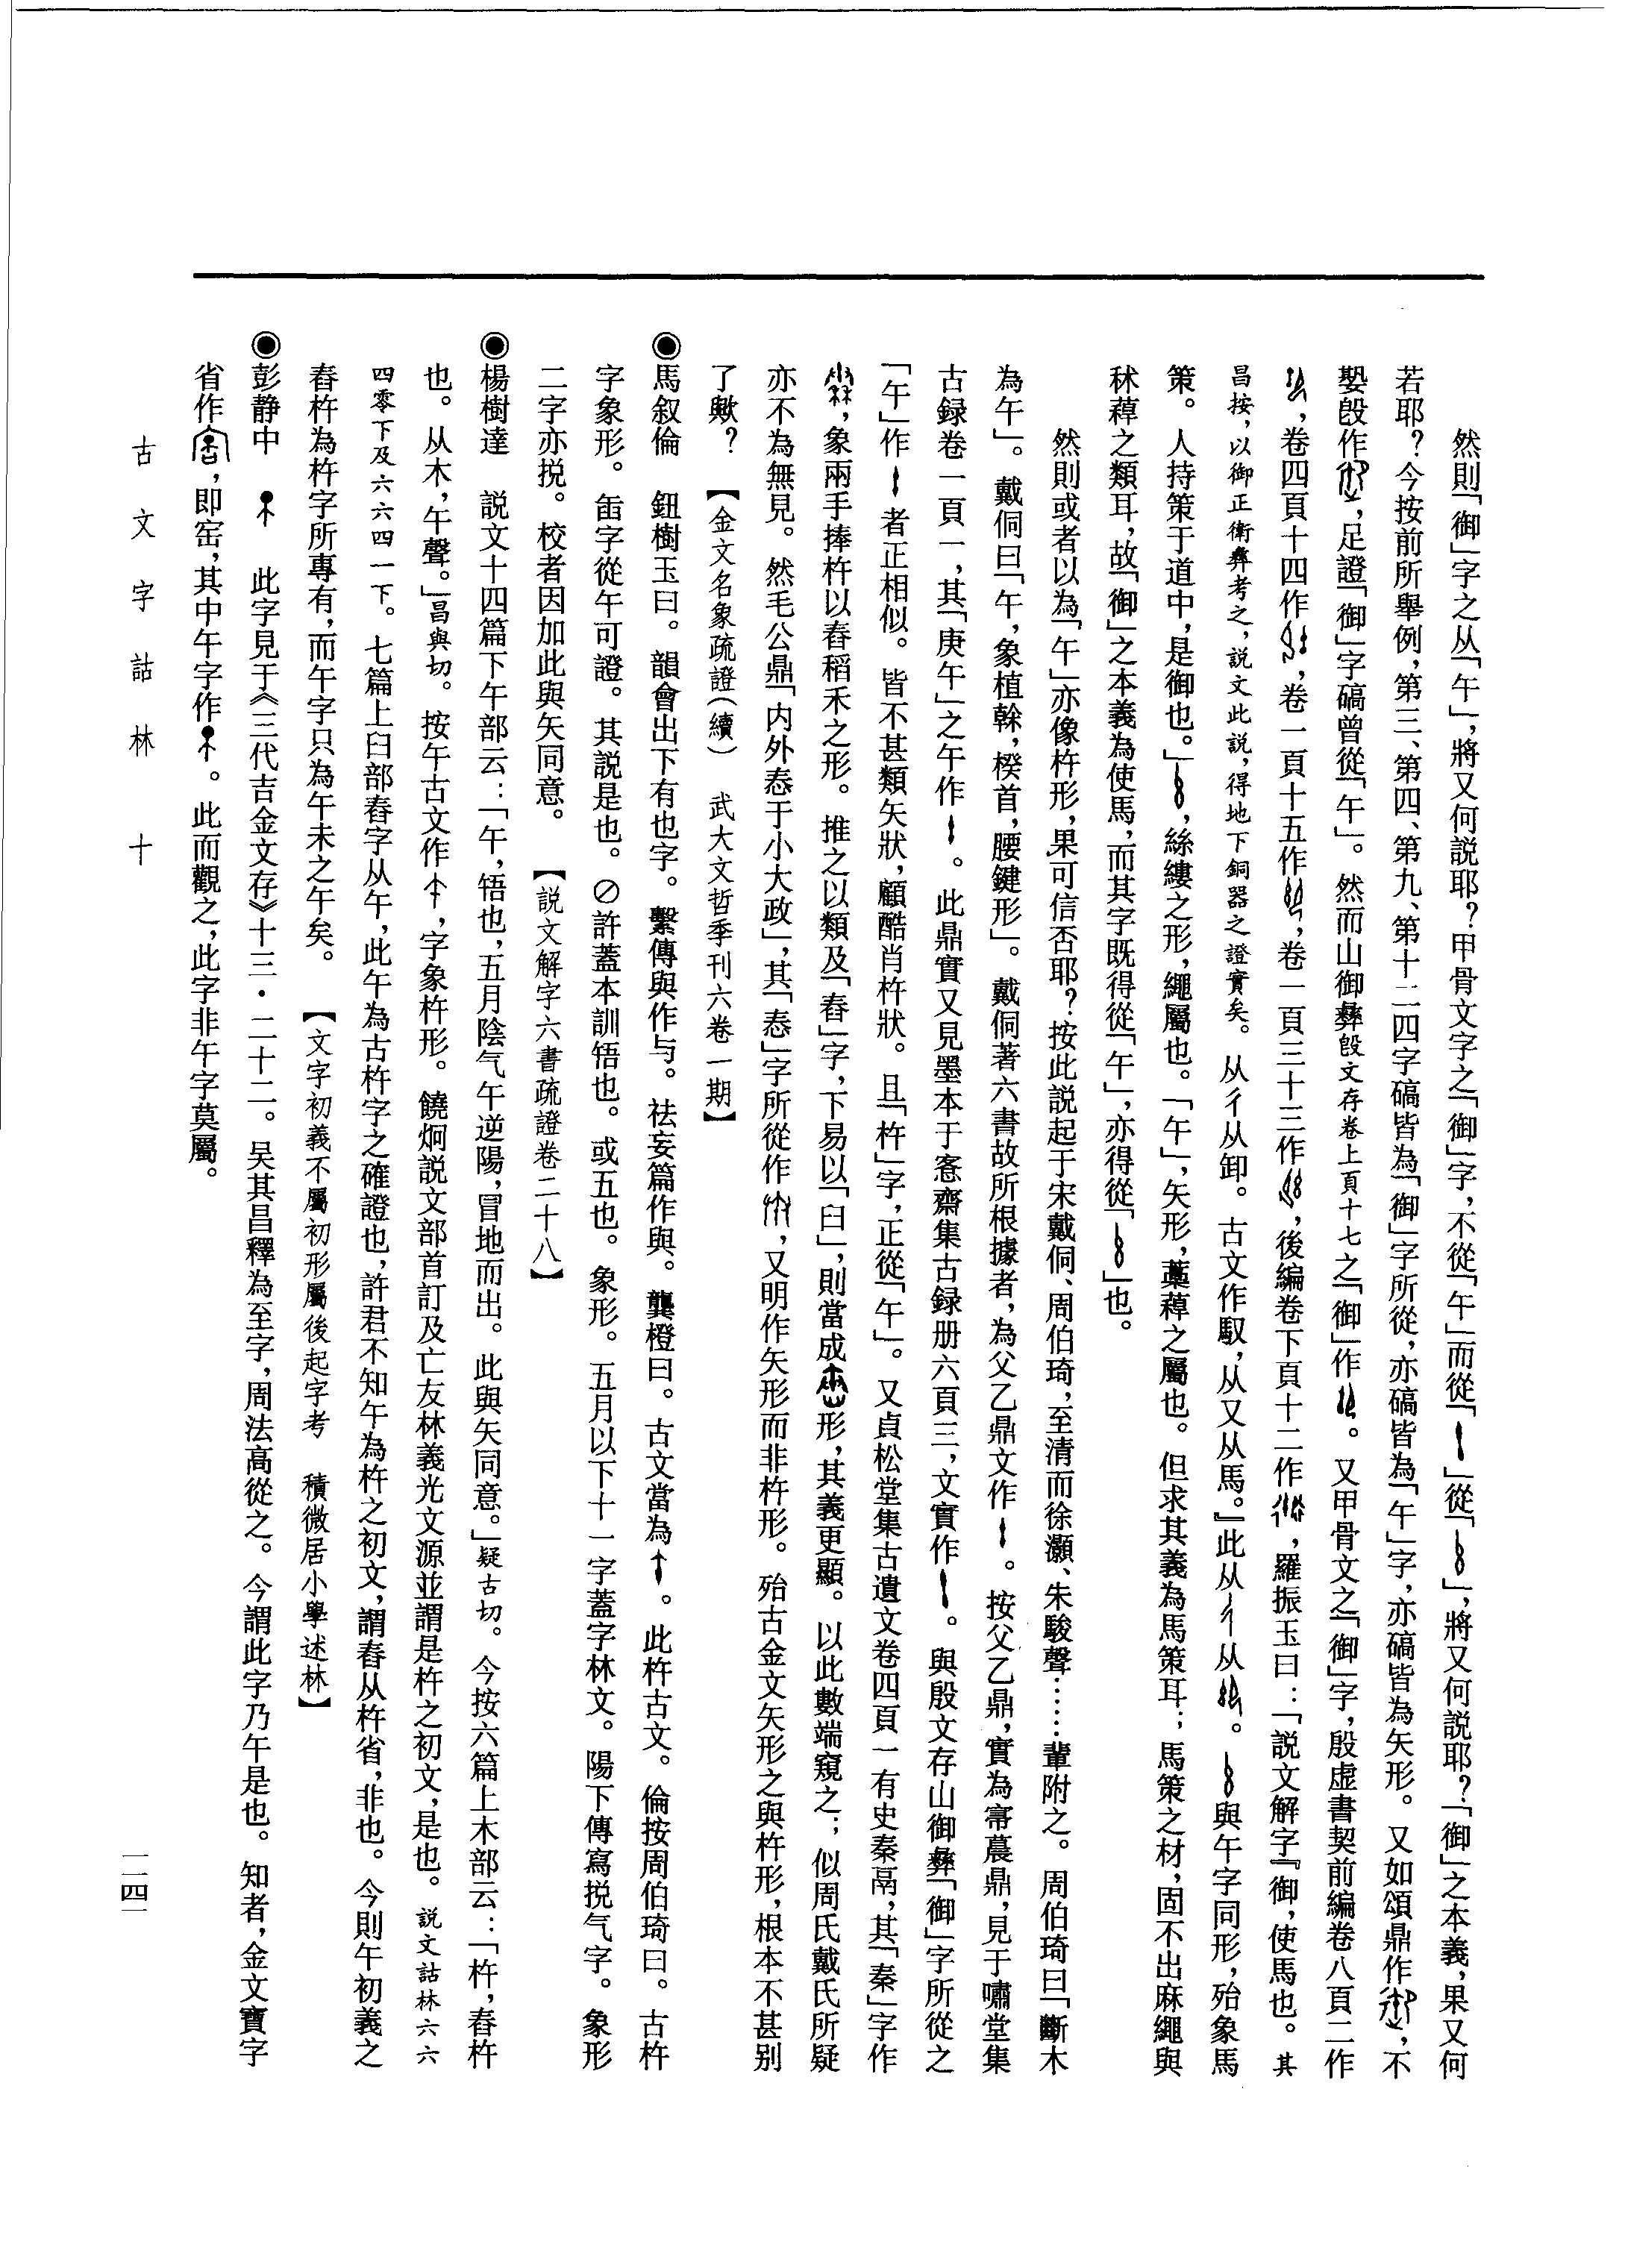 然則「御」字之从「午」，將又何説耶？甲骨文字之「御」字，不從「午」而從「」從「」，將又何説耶？「御」之本義，果又何
若耶？今按前所舉例，第三、第四、第九、第十二四字碻皆為「御」字所從，亦碻皆為「午」字，亦碻皆為矢形。又如頌鼎作，不
娶𣪘作，足證「御」字碻曾從「午」。然而山御彝殷文存卷上頁十七之「御」作。又甲骨文之「御」字，殷虚書契前編卷八頁二作
，卷四頁十四作，卷一頁十五作，卷一頁三十三作，後編卷下頁十二作，羅振玉曰：「説文解字『御，使馬也。其
昌按，以御正衛彝考之，説文此説，得地下銅器之證實矣。从彳从卸。古文作馭，从又从馬。』此从从。與午字同形，殆象馬
策。人持策于道中，是御也。」，絲縷之形，繩屬也。「午」，矢形，藁䕸之屬也。但求其義為馬策耳；馬策之材，固不出麻繩與
秫䕸之類耳，故「御」之本義為使馬，而其字既得從「午」，亦得從「」也。
然則或者以為「午」亦像杵形，果可信否耶？按此説起于宋戴侗、周伯琦，至清而徐灝、朱駿聲……輩附之。周伯琦曰「斷木
為午」。戴侗曰「午，象植榦，楔首，腰鍵形」。戴侗著六書故所根據者，為父乙鼎文作。按父乙鼎，實為㝛䢅鼎，見于嘯堂集
古録卷一頁一，其「庚午」之午作。此鼎實又見墨本于愙齋集古録册六頁三，文實作。與殷文存山御彝「御」字所從之
「午」作者正相似。皆不甚類矢狀，顧酷肖杵狀。且「杵」字，正從「午」。又貞松堂集古遺文卷四頁一有史秦鬲，其「秦」字作
，象兩手捧杵以舂稻禾之形。推之以類及「舂」字，下易以「臼」，則當成形，其義更顯。以此數端窺之；似周氏戴氏所疑
亦不為無見。然毛公鼎「内外惷于小大政」，其「惷」字所從作，又明作矢形而非杵形。殆古金文矢形之與杵形，根本不甚别
了歟？【金文名象疏證（續）　武大文哲季刊六卷一期】
◉馬叙倫　鈕樹玉曰。韻會出下有也字。繫傳與作与。祛妄篇作與。龔橙曰。古文當為。此杵古文。倫按周伯琦曰。古杵
字象形。臿字從午可證。其説是也。⊘許蓋本訓啎也。或五也。象形。五月以下十一字蓋字林文。陽下傳寫挩气字。象形
二字亦挩。校者因加此與矢同意。【説文解字六書疏證卷二十八】
◉楊樹達　説文十四篇下午部云：「午，啎也，五月陰气午逆陽，冒地而出。此與矢同意。」疑古切。今按六篇上木部云：「杵，舂杵
也。从木，午聲。」昌與切。按午古文作，字象杵形。饒炯説文部首訂及亡友林義光文源並謂是杵之初文，是也。説文詁林六六
四零下及六六四一下。七篇上臼部舂字从午，此午為古杵字之確證也，許君不知午為杵之初文，謂舂从杵省，非也。今則午初義之
舂杵為杵字所專有，而午字只為午未之午矣。【文字初義不屬初形屬後起字考　積微居小學述林】
◉彭静中　此字見于《三代吉金文存》十三·二十二。吴其昌釋為至字，周法高從之。今謂此字乃午是也。知者，金文寶字
省作，即窑，其中午字作。此而觀之，此字非午字莫屬。
古文字詁林　十
一二四一